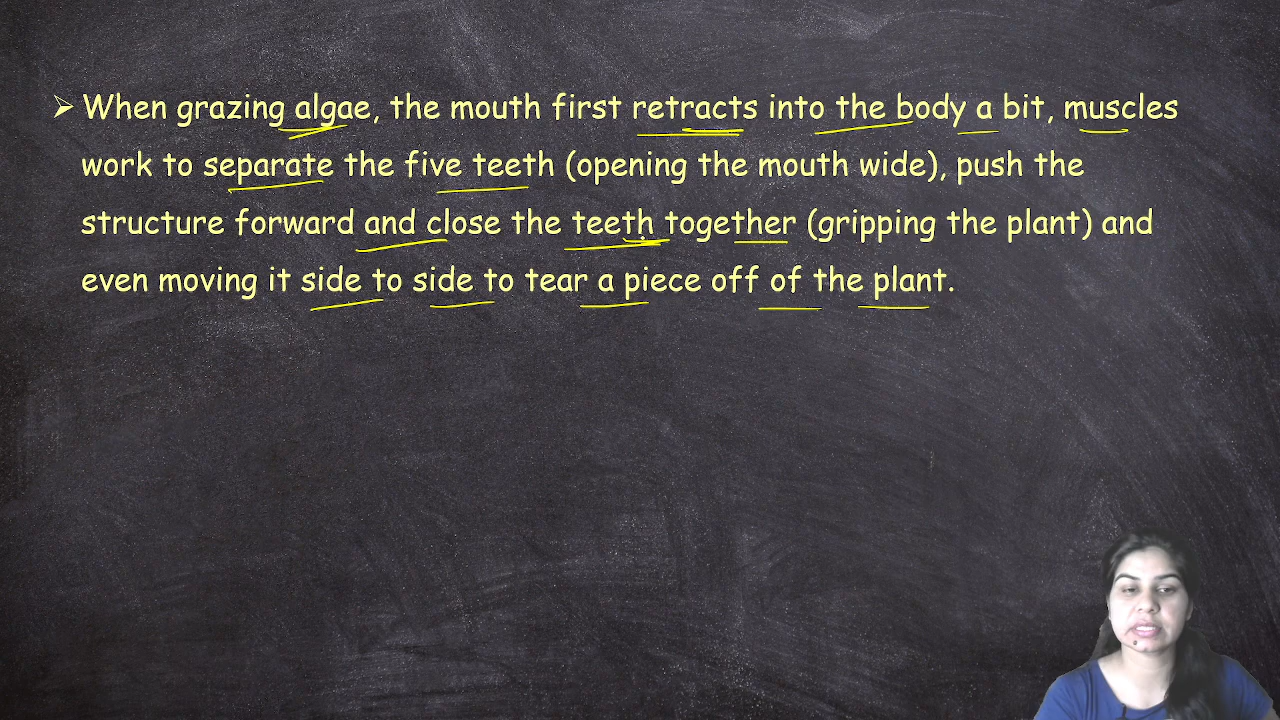 ➢ When grazing algae, the mouth first retracts into the body a bit, muscles
work to separate the five teeth (opening the mouth wide), push the
structure forward and close the teeth together (gripping the plant) and
even moving it side to side to tear a piece off of the plant.